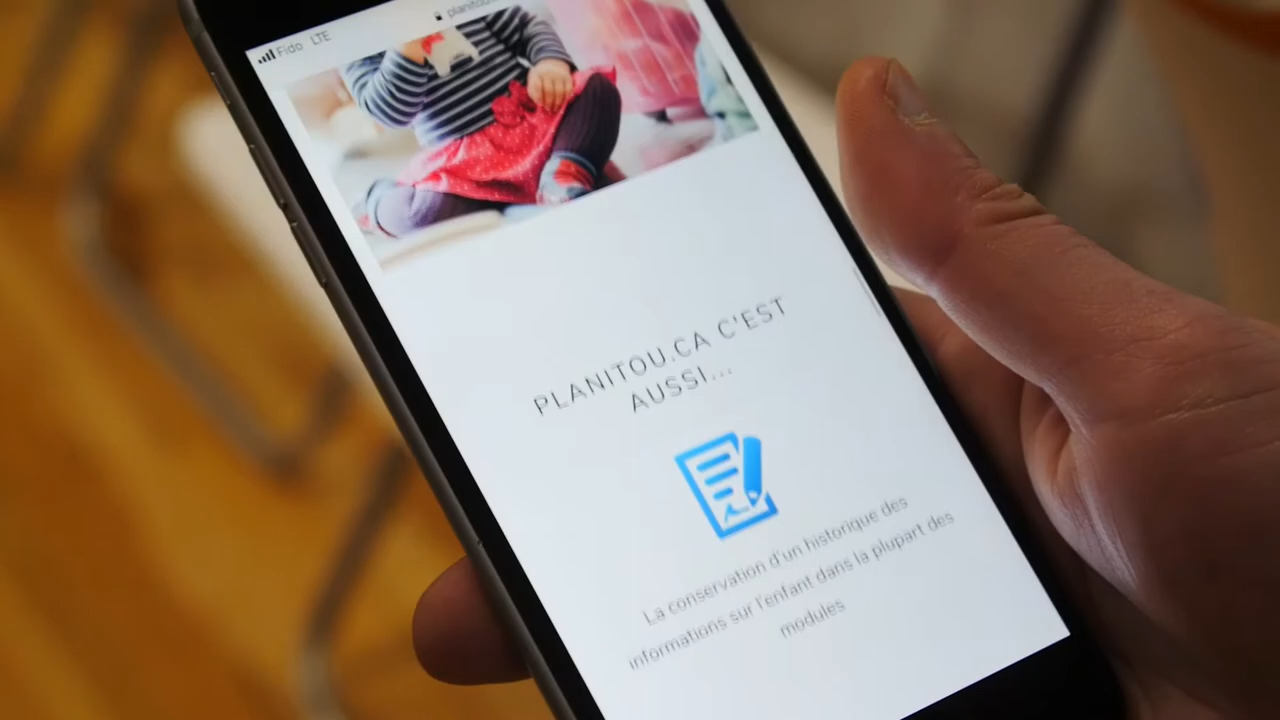 Fido LTE
PLANITOU.CA C'EST
AUSSI...
La conservation d'un historique des
informations sur l'enfant dans la plupart des
modules